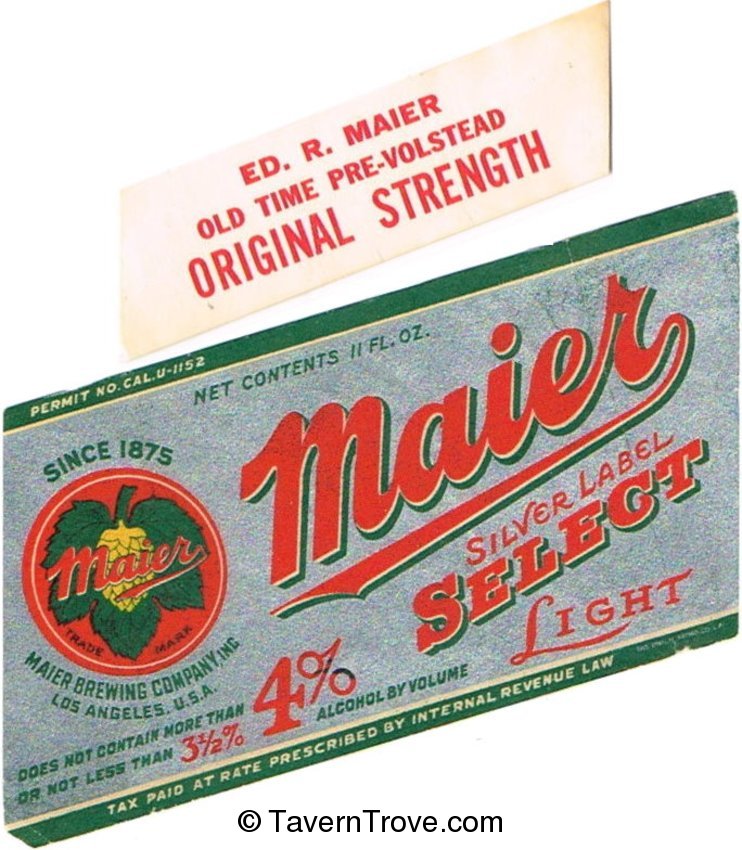 ED. R. MAIER
OLD TIME PRE-VOLSTEAD
ORIGINAL STRENGTH
PERMIT NO. CAL. U-1152
NET CONTENTS 11 FL. OZ.
SINCE 1875
Maier
TRADE MARK
MAIER BREWING COMPANY, INC
LOS ANGELES, U.S.A.
Maier
SILVER LABEL
SELECT
LIGHT
DOES NOT CONTAIN MORE THAN 4%
OR NOT LESS THAN 3½% ALCOHOL BY VOLUME
TAX PAID AT RATE PRESCRIBED BY INTERNAL REVENUE LAW
© TavernTrove.com